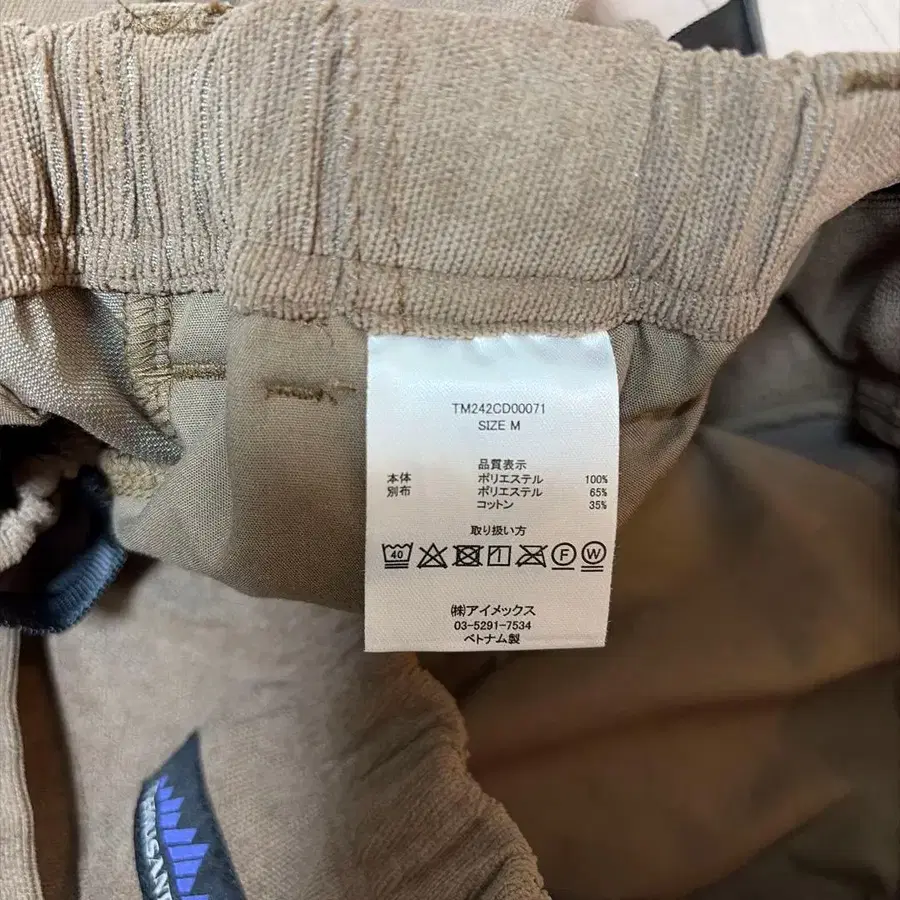 TM242CD00071
SIZE M
品質表示
本体 ポリエステル 100%
別布 ポリエステル 65%
コットン 35%
取り扱い方
40 F W
㈱アイメックス
03-5291-7534
ベトナム製